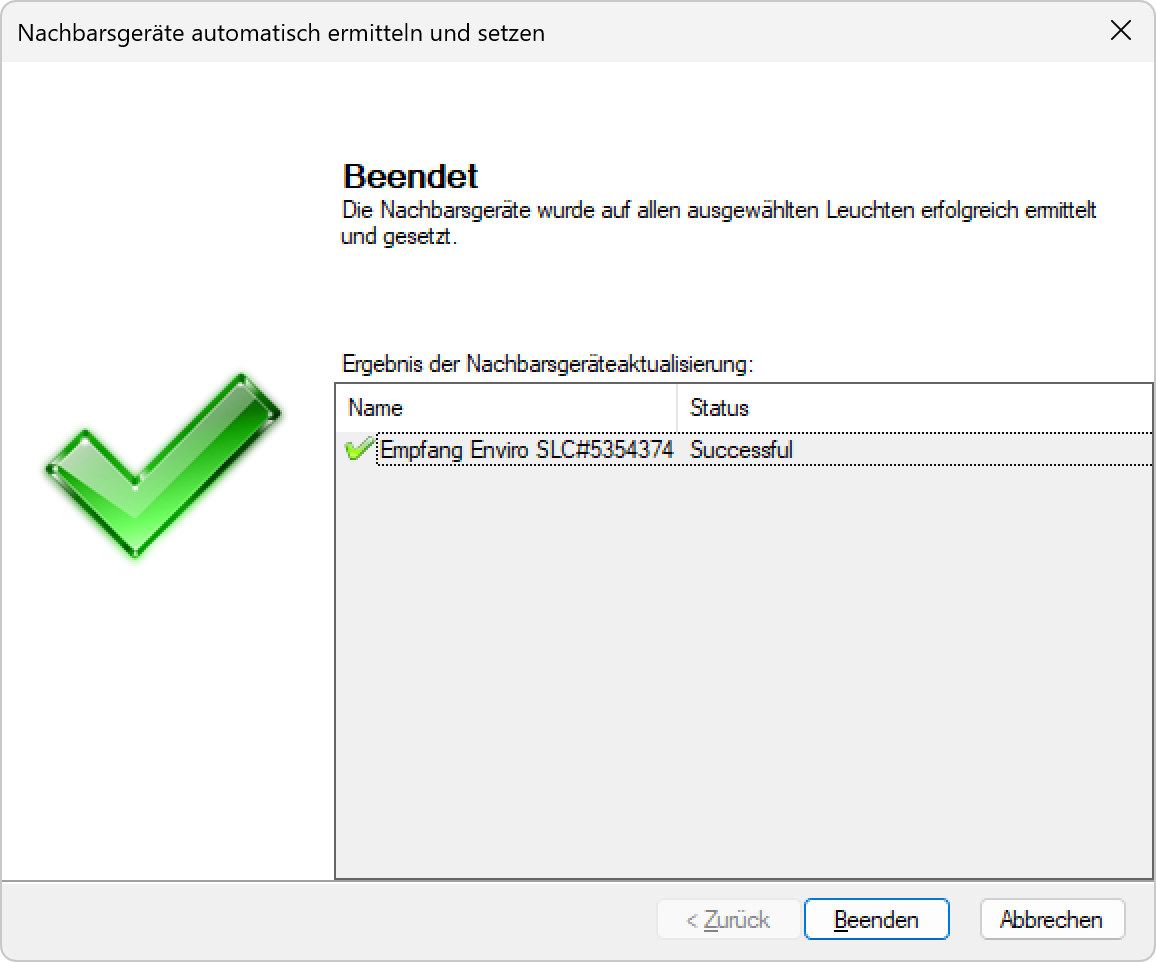 Nachbarsgeräte automatisch ermitteln und setzen
Beendet
Die Nachbarsgeräte wurde auf allen ausgewählten Leuchten erfolgreich ermittelt
und gesetzt.
Ergebnis der Nachbarsgeräteaktualisierung:
Name Status
Empfang Enviro SLC#5354374 Successful
< Zurück Beenden Abbrechen